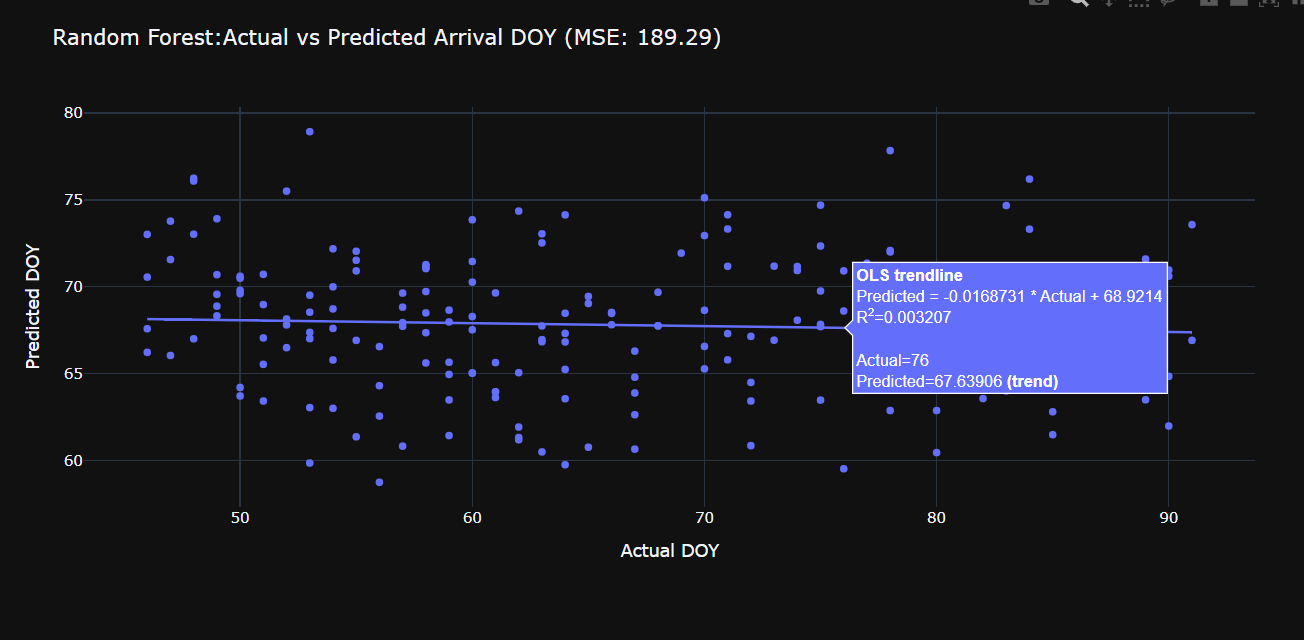 Random Forest:Actual vs Predicted Arrival DOY (MSE: 189.29)
80
75
70
65
60
Predicted DOY
OLS trendline
Predicted = -0.0168731 * Actual + 68.9214
R²=0.003207
Actual=76
Predicted=67.63906 (trend)
50
60
70
80
90
Actual DOY